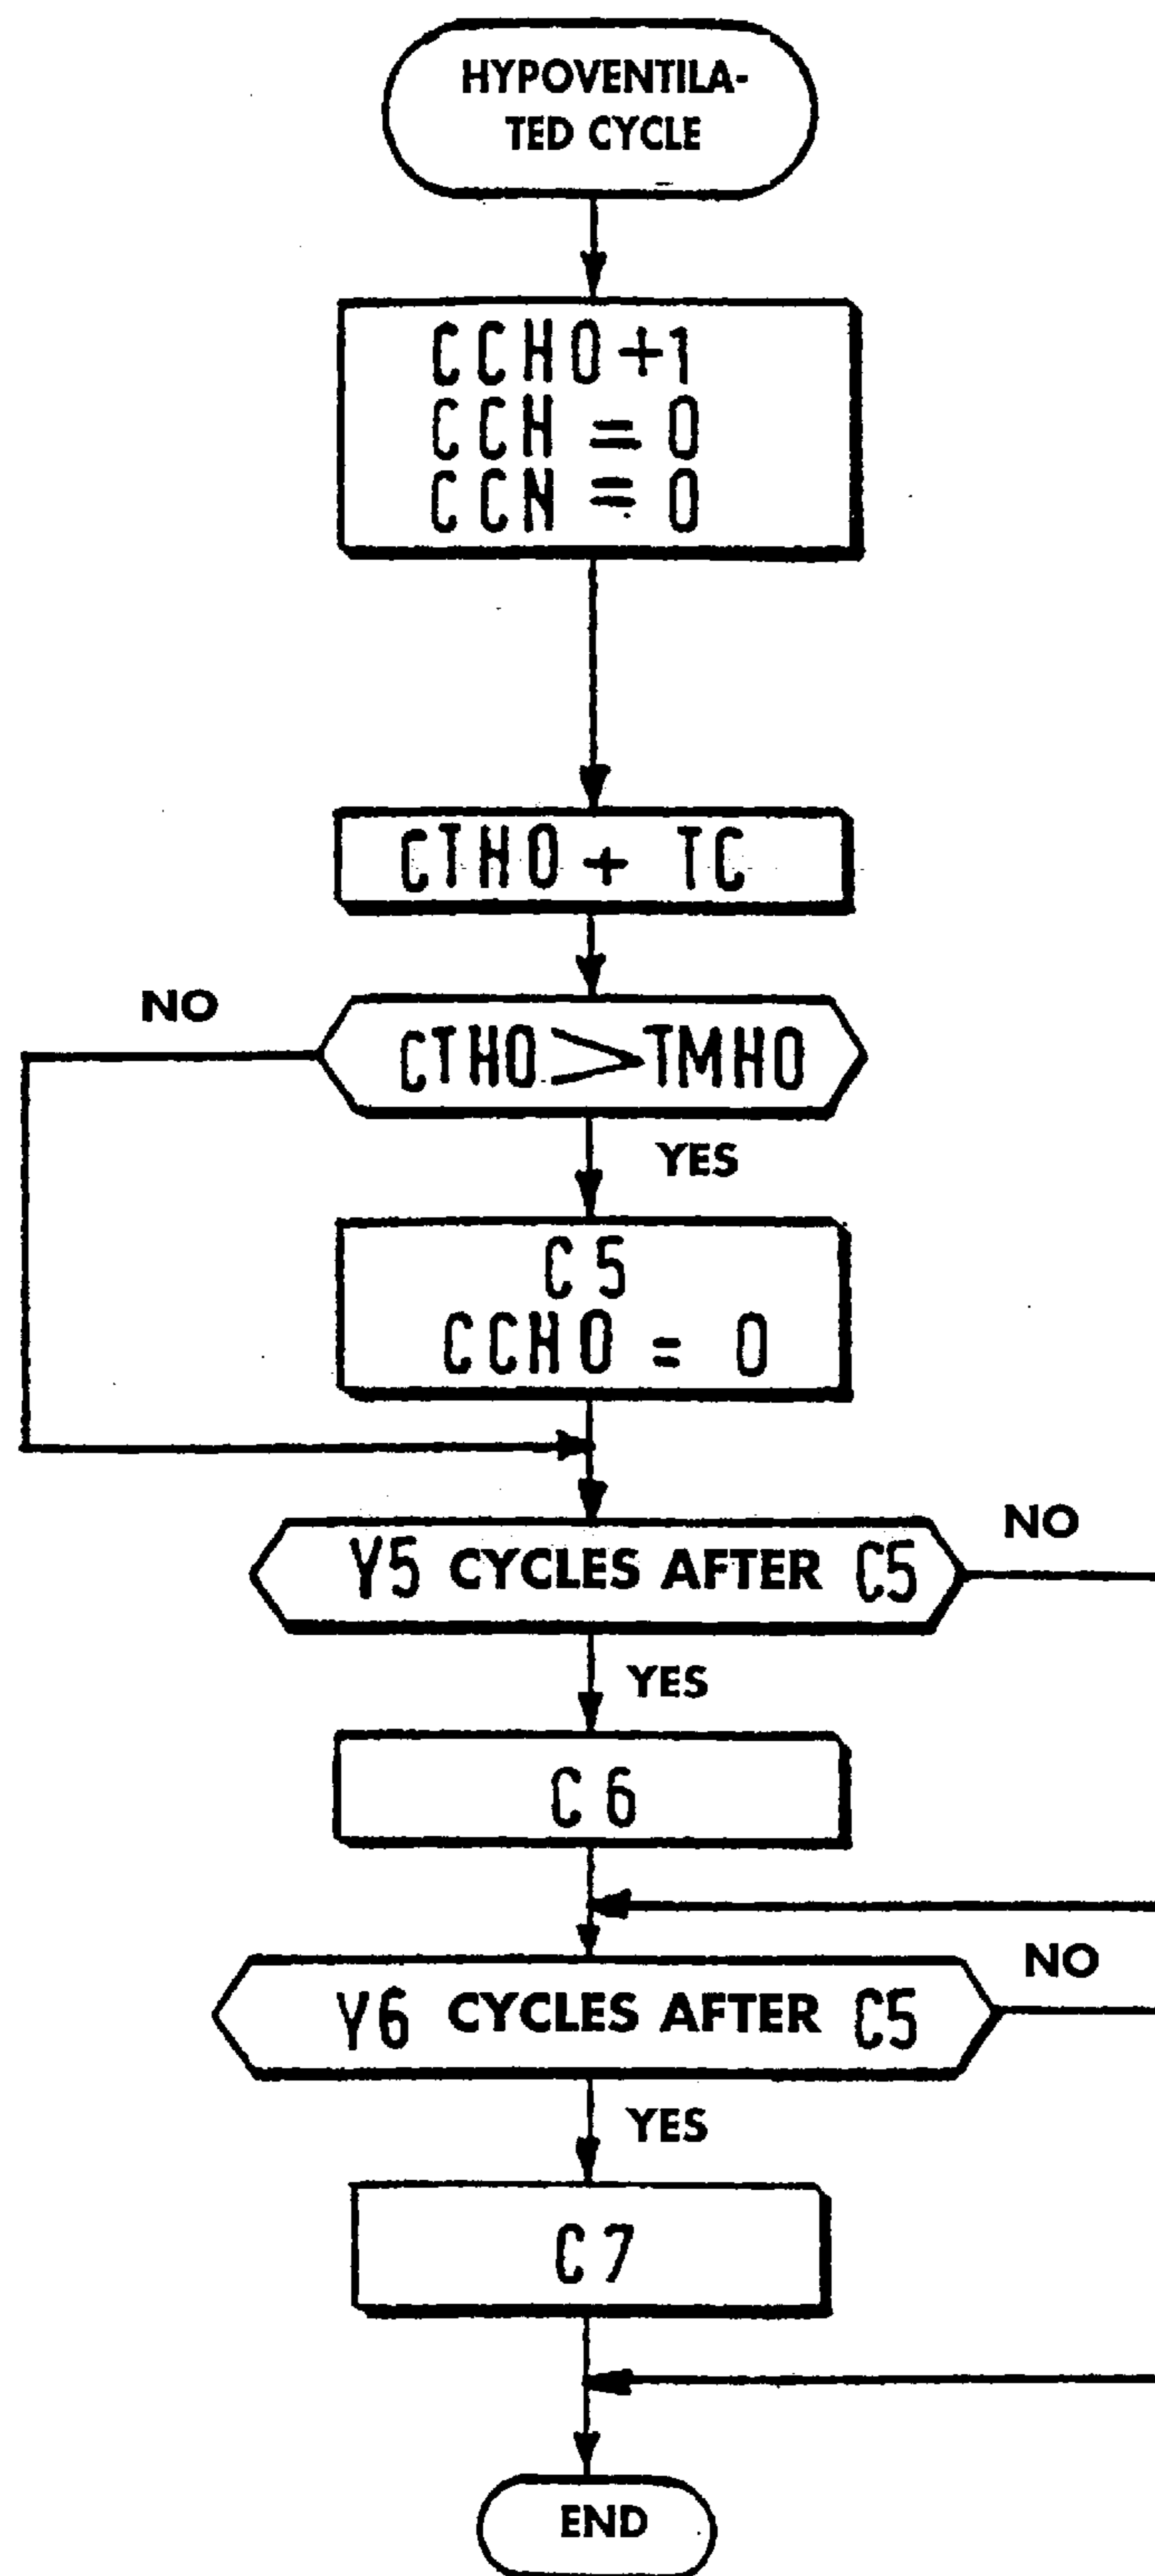 HYPOVENTILA-
TED CYCLE
CCHO +1
CCH = 0
CCN = 0
CTHO + TC
NO
CTHO > TMHO
YES
C5
CCHO = 0
NO
Y5 CYCLES AFTER C5
YES
C6
NO
Y6 CYCLES AFTER C5
YES
C7
END